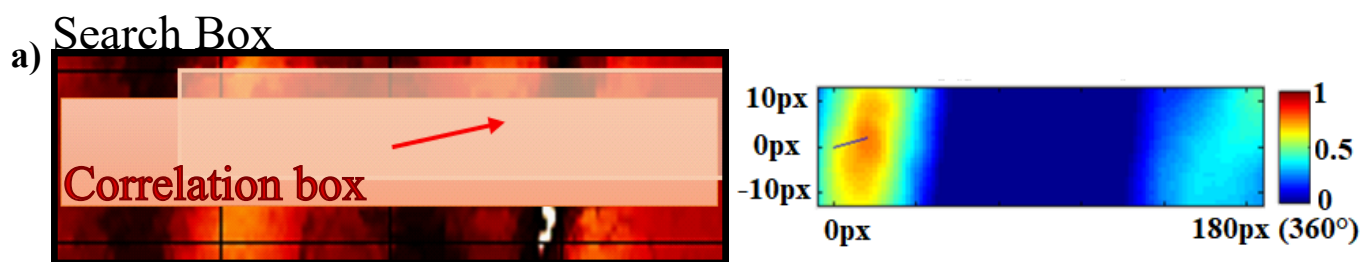 a) Search Box
Correlation box
10px
0px
-10px
0px
180px (360°)
1
0.5
0